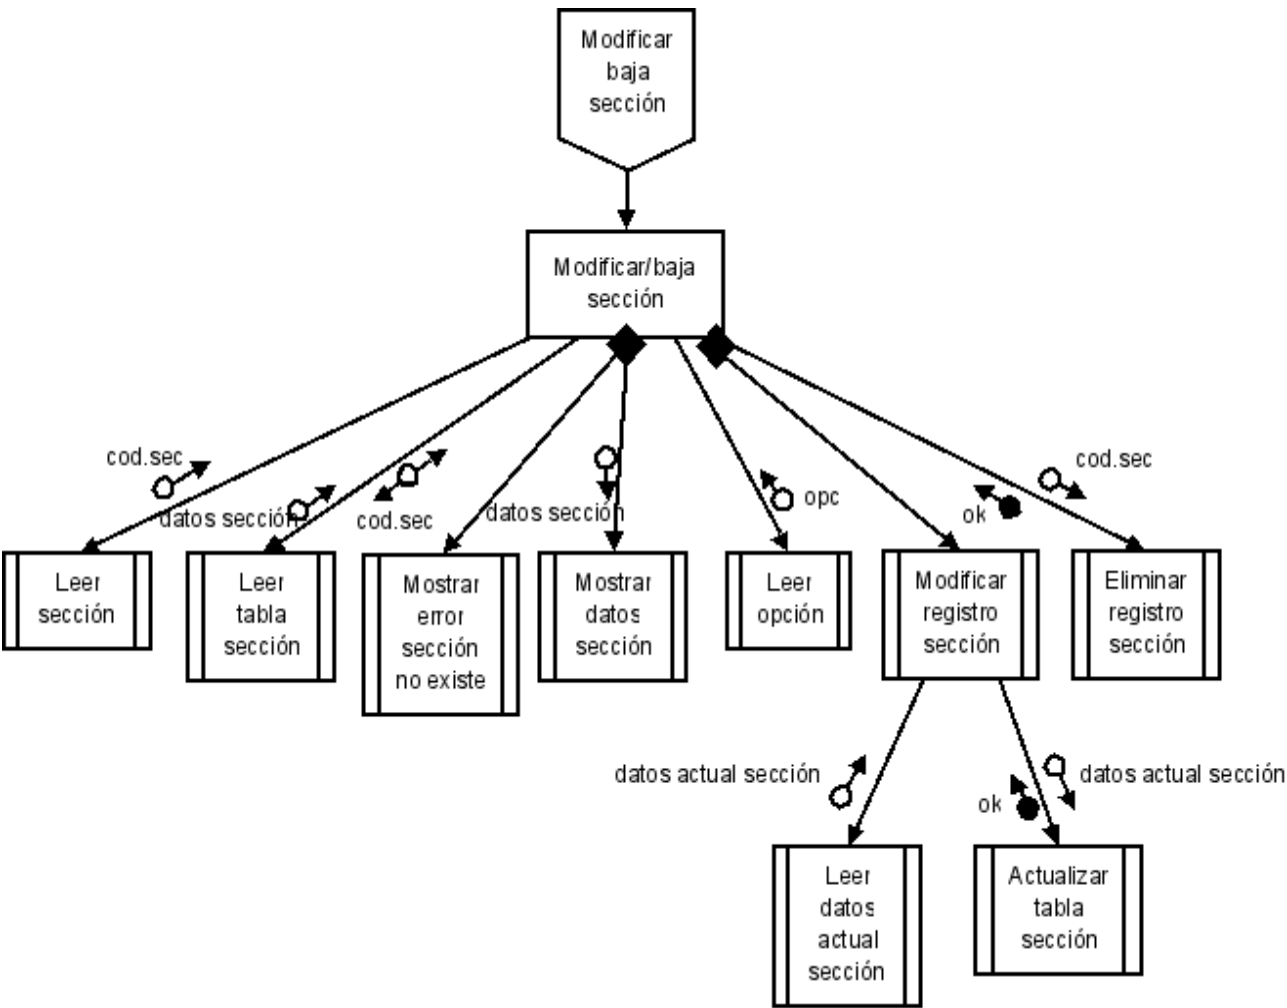 Modificar
baja
sección
Modificar/baja
sección
cod.sec
datos sección
cod.sec
datos sección
opc
ok
cod.sec
Leer
sección
Leer
tabla
sección
Mostrar
error
sección
no existe
Mostrar
datos
sección
Leer
opción
Modificar
registro
sección
Eliminar
registro
sección
datos actual sección
ok
datos actual sección
Leer
datos
actual
sección
Actualizar
tabla
sección